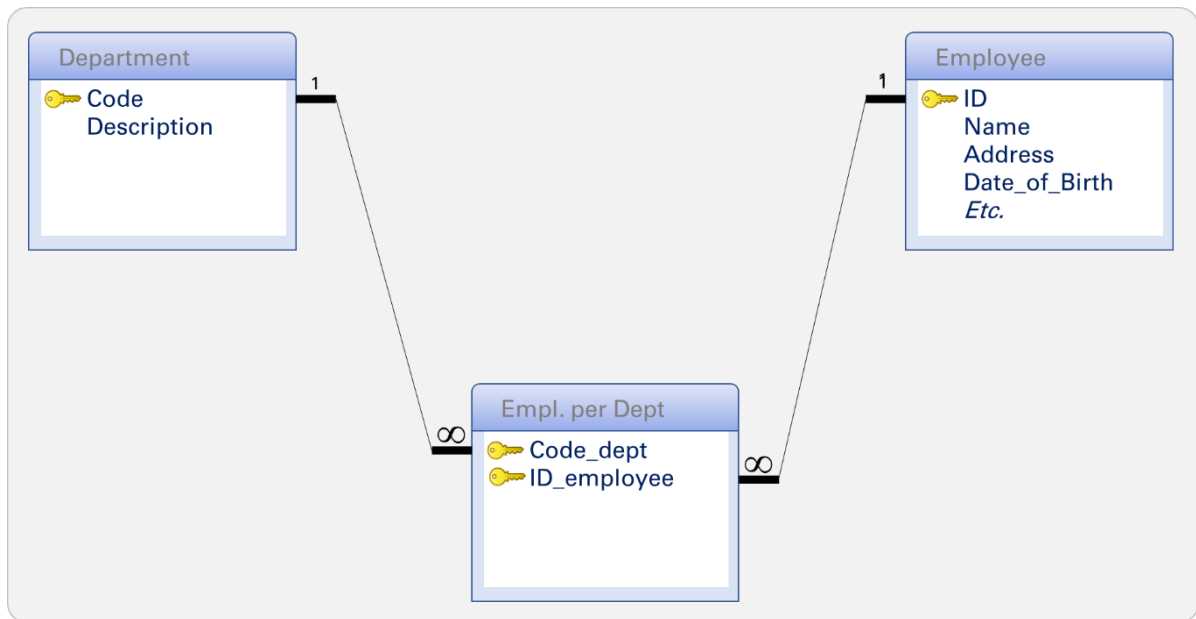 Department
Code
Description
1
1
Employee
ID
Name
Address
Date_of_Birth
Etc.
Empl. per Dept
∞
Code_dept
ID_employee
∞